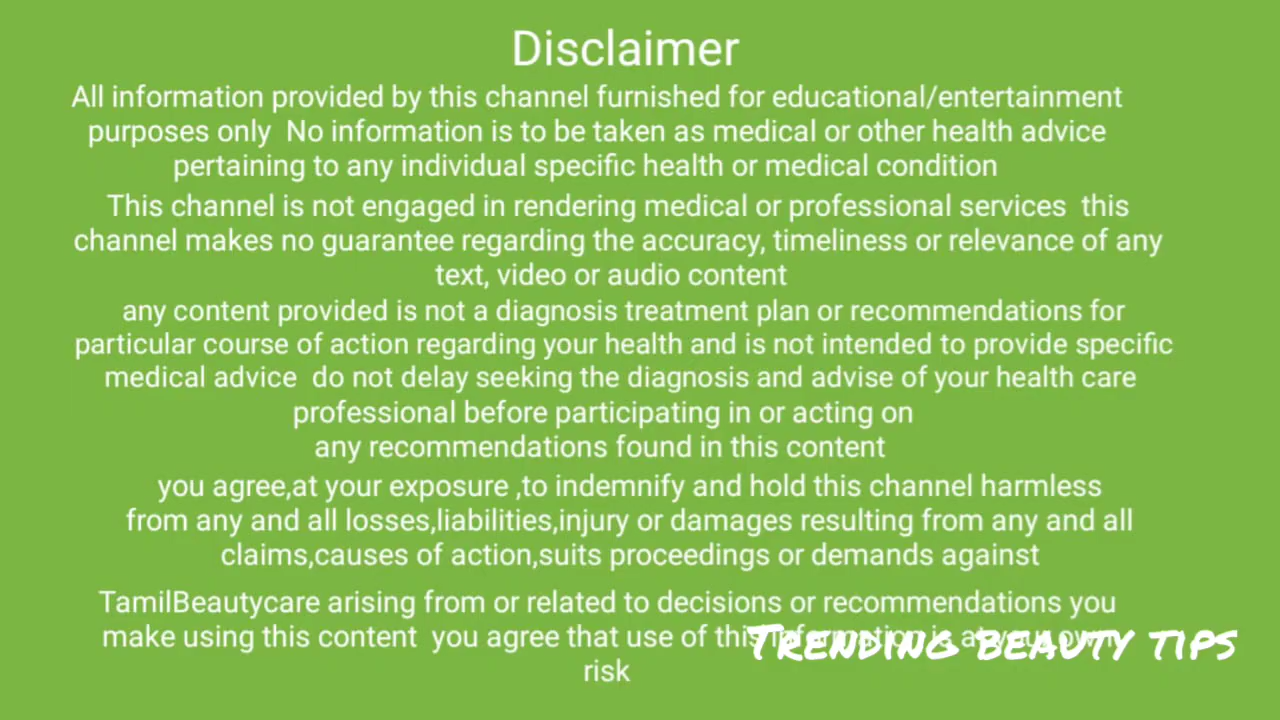 Disclaimer
All information provided by this channel furnished for educational/entertainment
purposes only  No information is to be taken as medical or other health advice
pertaining to any individual specific health or medical condition
This channel is not engaged in rendering medical or professional services  this
channel makes no guarantee regarding the accuracy, timeliness or relevance of any
text, video or audio content
any content provided is not a diagnosis treatment plan or recommendations for
particular course of action regarding your health and is not intended to provide specific
medical advice  do not delay seeking the diagnosis and advise of your health care
professional before participating in or acting on
any recommendations found in this content
you agree,at your exposure ,to indemnify and hold this channel harmless
from any and all losses,liabilities,injury or damages resulting from any and all
claims,causes of action,suits proceedings or demands against
TamilBeautycare arising from or related to decisions or recommendations you
make using this content  you agree that use of this information is at your own
risk
TRENDING BEAUTY TIPS